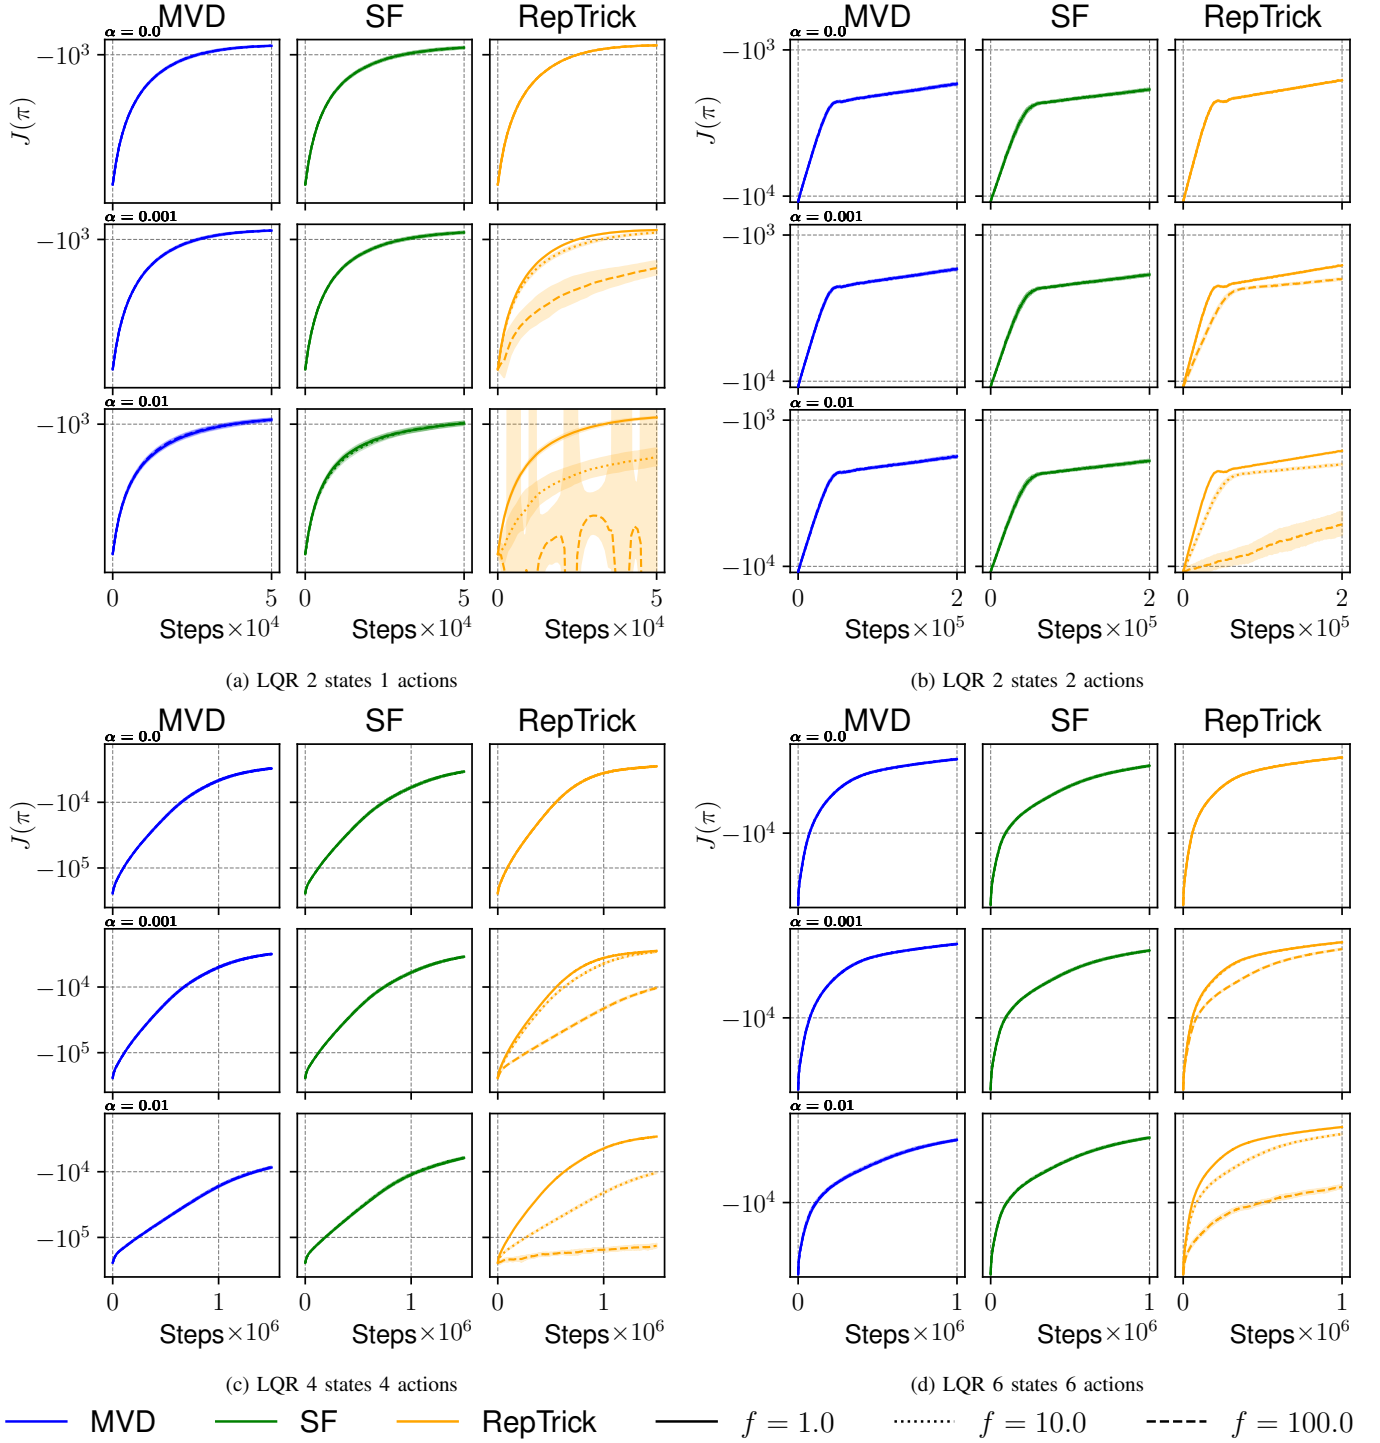 MVD SF RepTrick
α = 0.0
−10³
J(π)
α = 0.001
−10³
α = 0.01
−10³
0 5 0 5 0 5
Steps×10⁴ Steps×10⁴ Steps×10⁴
(a) LQR 2 states 1 actions
MVD SF RepTrick
α = 0.0
−10³
J(π)
−10⁴
α = 0.001
−10³
−10⁴
α = 0.01
−10³
−10⁴
0 2 0 2 0 2
Steps×10⁵ Steps×10⁵ Steps×10⁵
(b) LQR 2 states 2 actions
MVD SF RepTrick
α = 0.0
−10⁴
J(π)
−10⁵
α = 0.001
−10⁴
−10⁵
α = 0.01
−10⁴
−10⁵
0 1 0 1 0 1
Steps×10⁶ Steps×10⁶ Steps×10⁶
(c) LQR 4 states 4 actions
MVD SF RepTrick
α = 0.0
J(π)
−10⁴
α = 0.001
−10⁴
α = 0.01
−10⁴
0 1 0 1 0 1
Steps×10⁶ Steps×10⁶ Steps×10⁶
(d) LQR 6 states 6 actions
MVD SF RepTrick f = 1.0 f = 10.0 f = 100.0